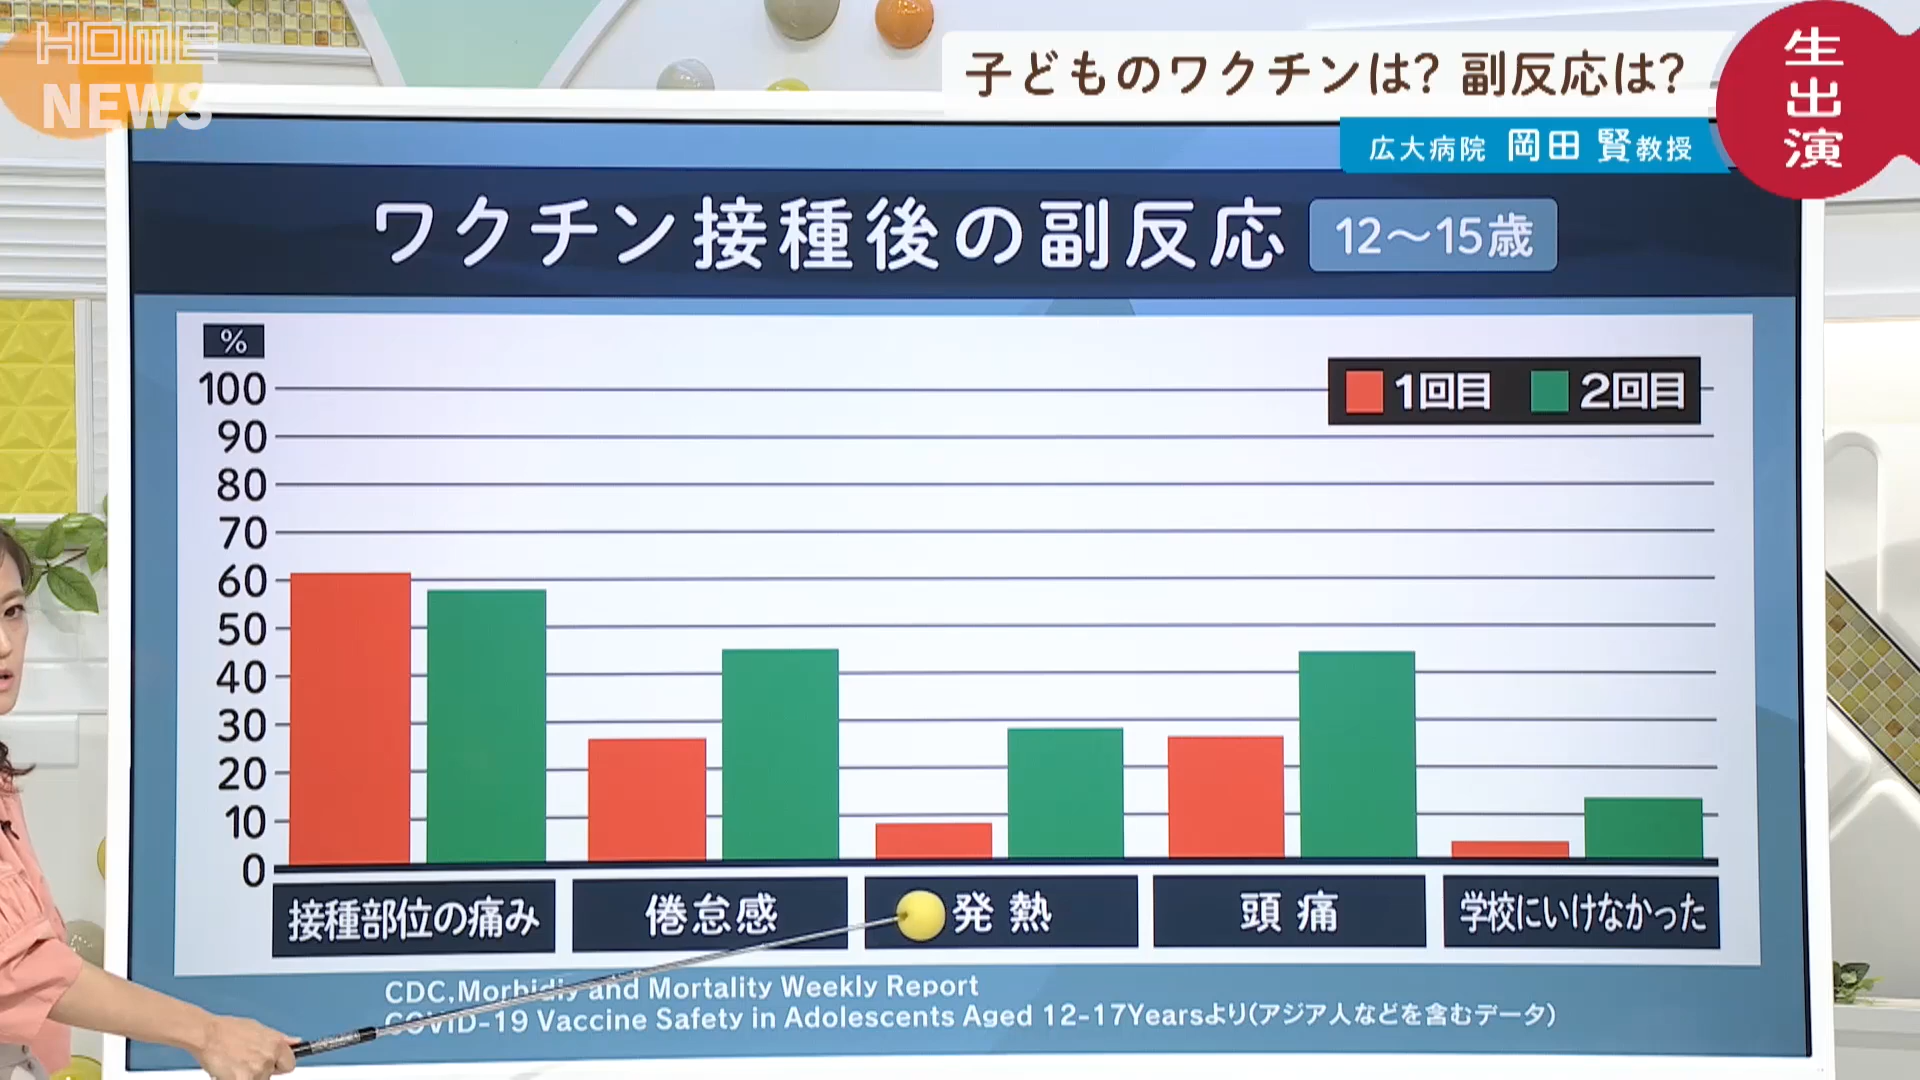 HOME
NEWS
子どものワクチンは? 副反応は?
生出演
広大病院 岡田 賢教授
ワクチン接種後の副反応 12～15歳
%
1回目 2回目
100
90
80
70
60
50
40
30
20
10
0
接種部位の痛み 倦怠感 発熱 頭痛 学校にいけなかった
CDC,Morbidiy and Mortality Weekly Report
COVID-19 Vaccine Safety in Adolescents Aged 12-17Yearsより(アジア人などを含むデータ)